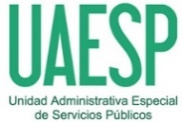 UAESP
Unidad Administrativa Especial
de Servicios Públicos